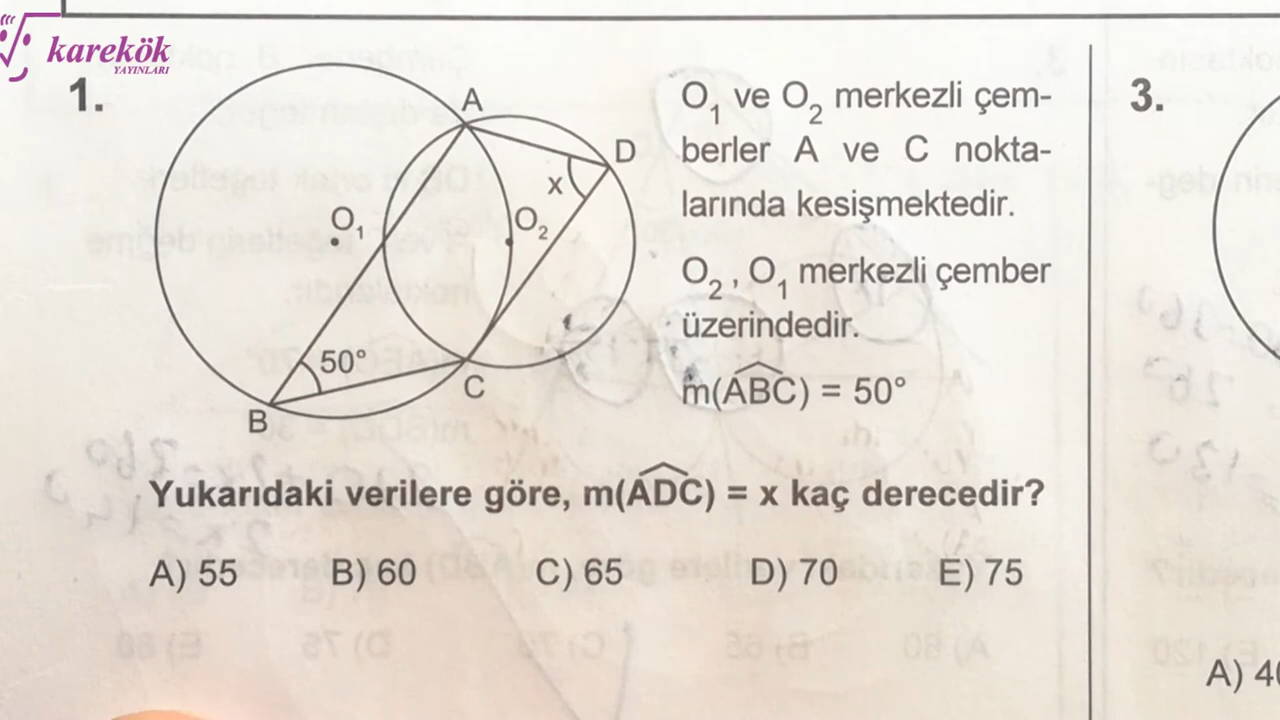 karekök
YAYINLARI
1.
A
D
x
O₁
O₂
50°
C
B
O₁ ve O₂ merkezli çem-
berler A ve C nokta-
larında kesişmektedir.
O₂, O₁ merkezli çember
üzerindedir.
m(ABC) = 50°
Yukarıdaki verilere göre, m(ADC) = x kaç derecedir?
A) 55 B) 60 C) 65 D) 70 E) 75
3.
A) 40